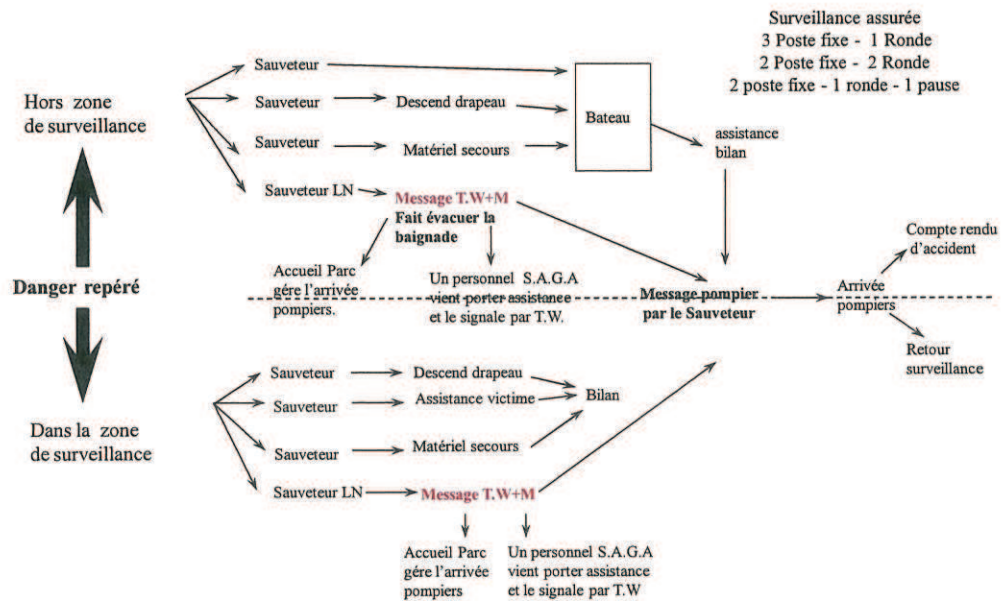 Surveillance assurée
3 Poste fixe - 1 Ronde
2 Poste fixe - 2 Ronde
2 poste fixe - 1 ronde - 1 pause
Hors zone
de surveillance
Sauveteur
Sauveteur
Descend drapeau
Sauveteur
Matériel secours
Bateau
assistance
bilan
Sauveteur LN
Message T.W+M
Fait évacuer la
baignade
Accueil Parc
gére l'arrivée
pompiers.
Un personnel S.A.G.A
vient porter assistance
et le signale par T.W.
Danger repéré
Message pompier
par le Sauveteur
Arrivée
pompiers
Compte rendu
d'accident
Retour
surveillance
Dans la zone
de surveillance
Sauveteur
Descend drapeau
Sauveteur
Assistance victime
Bilan
Sauveteur
Matériel secours
Sauveteur LN
Message T.W+M
Accueil Parc
gére l'arrivée
pompiers
Un personnel S.A.G.A
vient porter assistance
et le signale par T.W